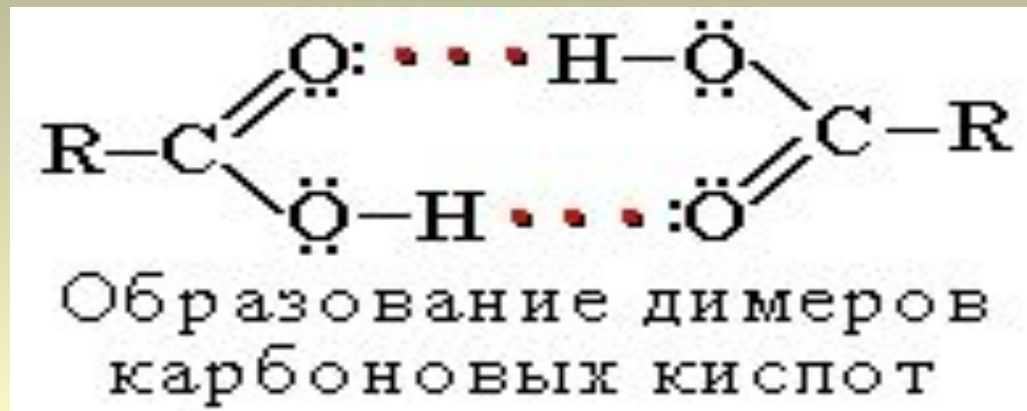 O: H—O
R—C C—R
O—H :O
Образование димеров
карбоновых кислот